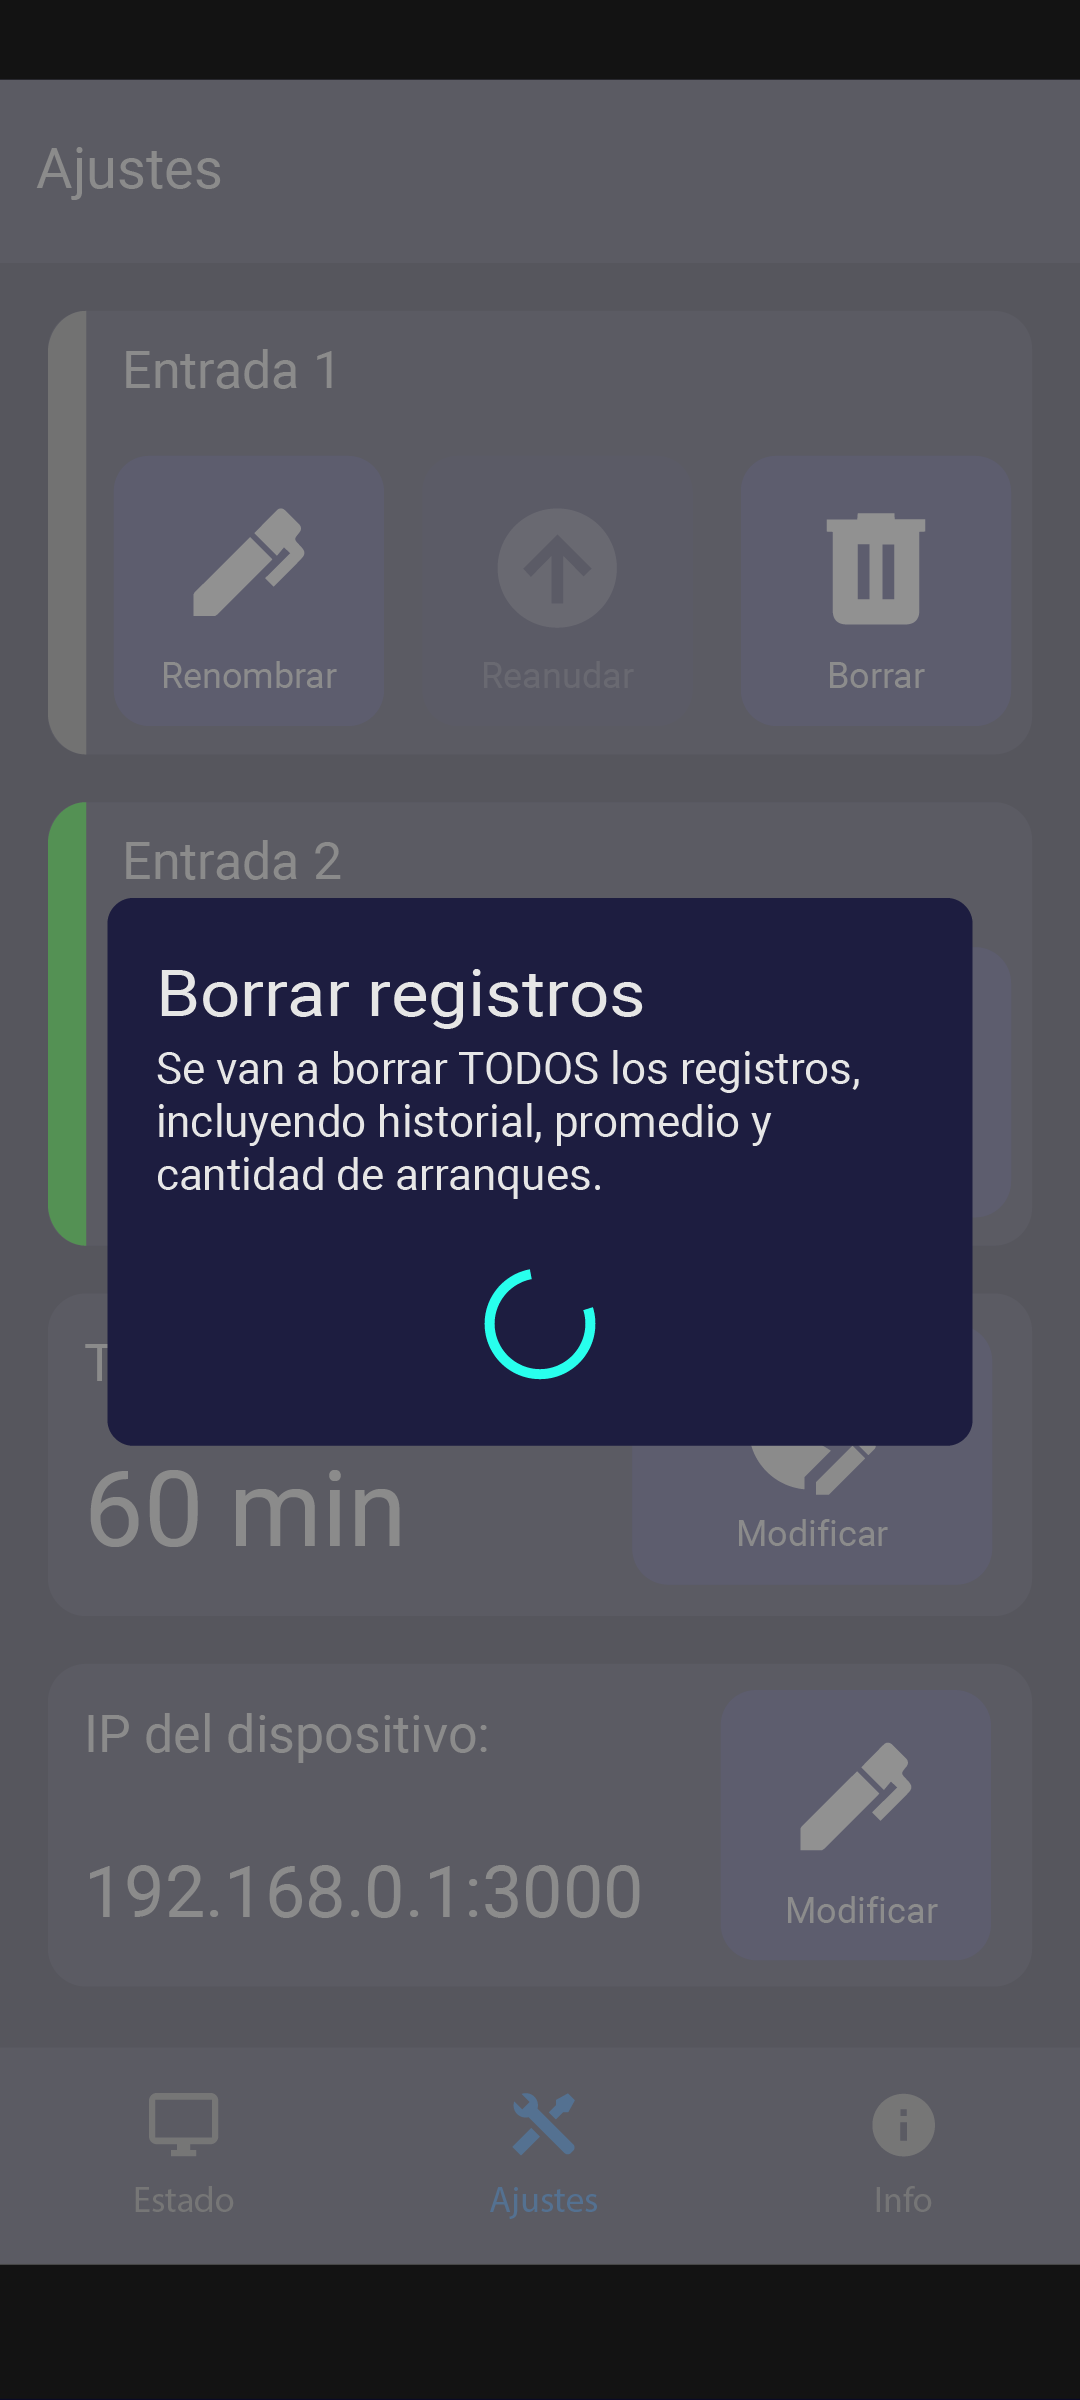 Ajustes
Entrada 1
Renombrar
Reanudar
Borrar
Entrada 2
Borrar registros
Se van a borrar TODOS los registros,
incluyendo historial, promedio y
cantidad de arranques.
60 min
Modificar
IP del dispositivo:
192.168.0.1:3000
Modificar
Estado
Ajustes
Info